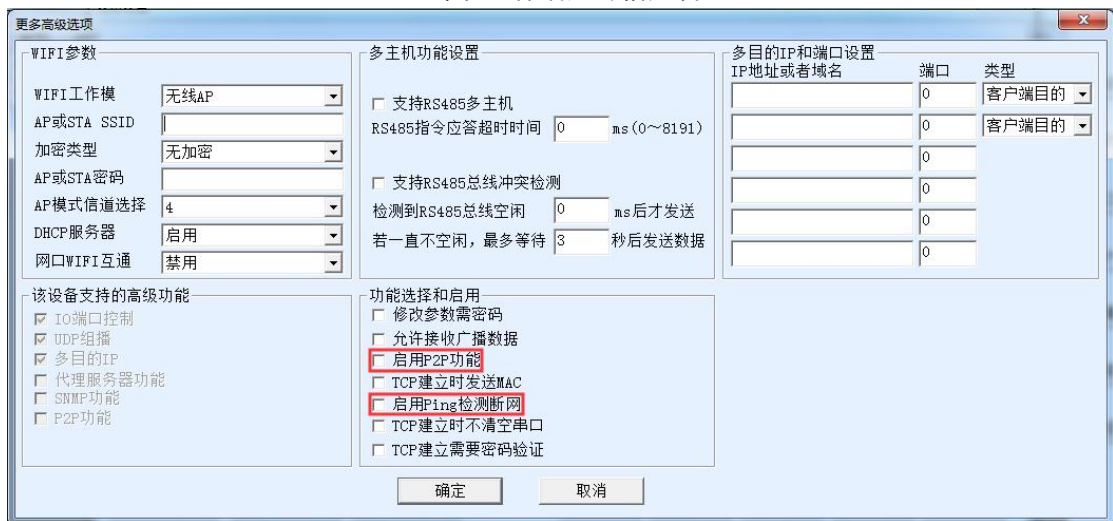 更多高级选项
WIFI参数
WIFI工作模 无线AP
AP或STA SSID
加密类型 无加密
AP或STA密码
AP模式信道选择 4
DHCP服务器 启用
网口WIFI互通 禁用
多主机功能设置
支持RS485多主机
RS485指令应答超时时间 0 ms(0～8191)
支持RS485总线冲突检测
检测到RS485总线空闲 0 ms后才发送
若一直不空闲，最多等待 3 秒后发送数据
多目的IP和端口设置
IP地址或者域名 端口 类型
0 客户端目的
0 客户端目的
0
0
0
0
该设备支持的高级功能
IO端口控制
UDP组播
多目的IP
代理服务器功能
SNMP功能
P2P功能
功能选择和启用
修改参数需密码
允许接收广播数据
启用P2P功能
TCP建立时发送MAC
启用Ping检测断网
TCP建立时不清空串口
TCP建立需要密码验证
确定 取消